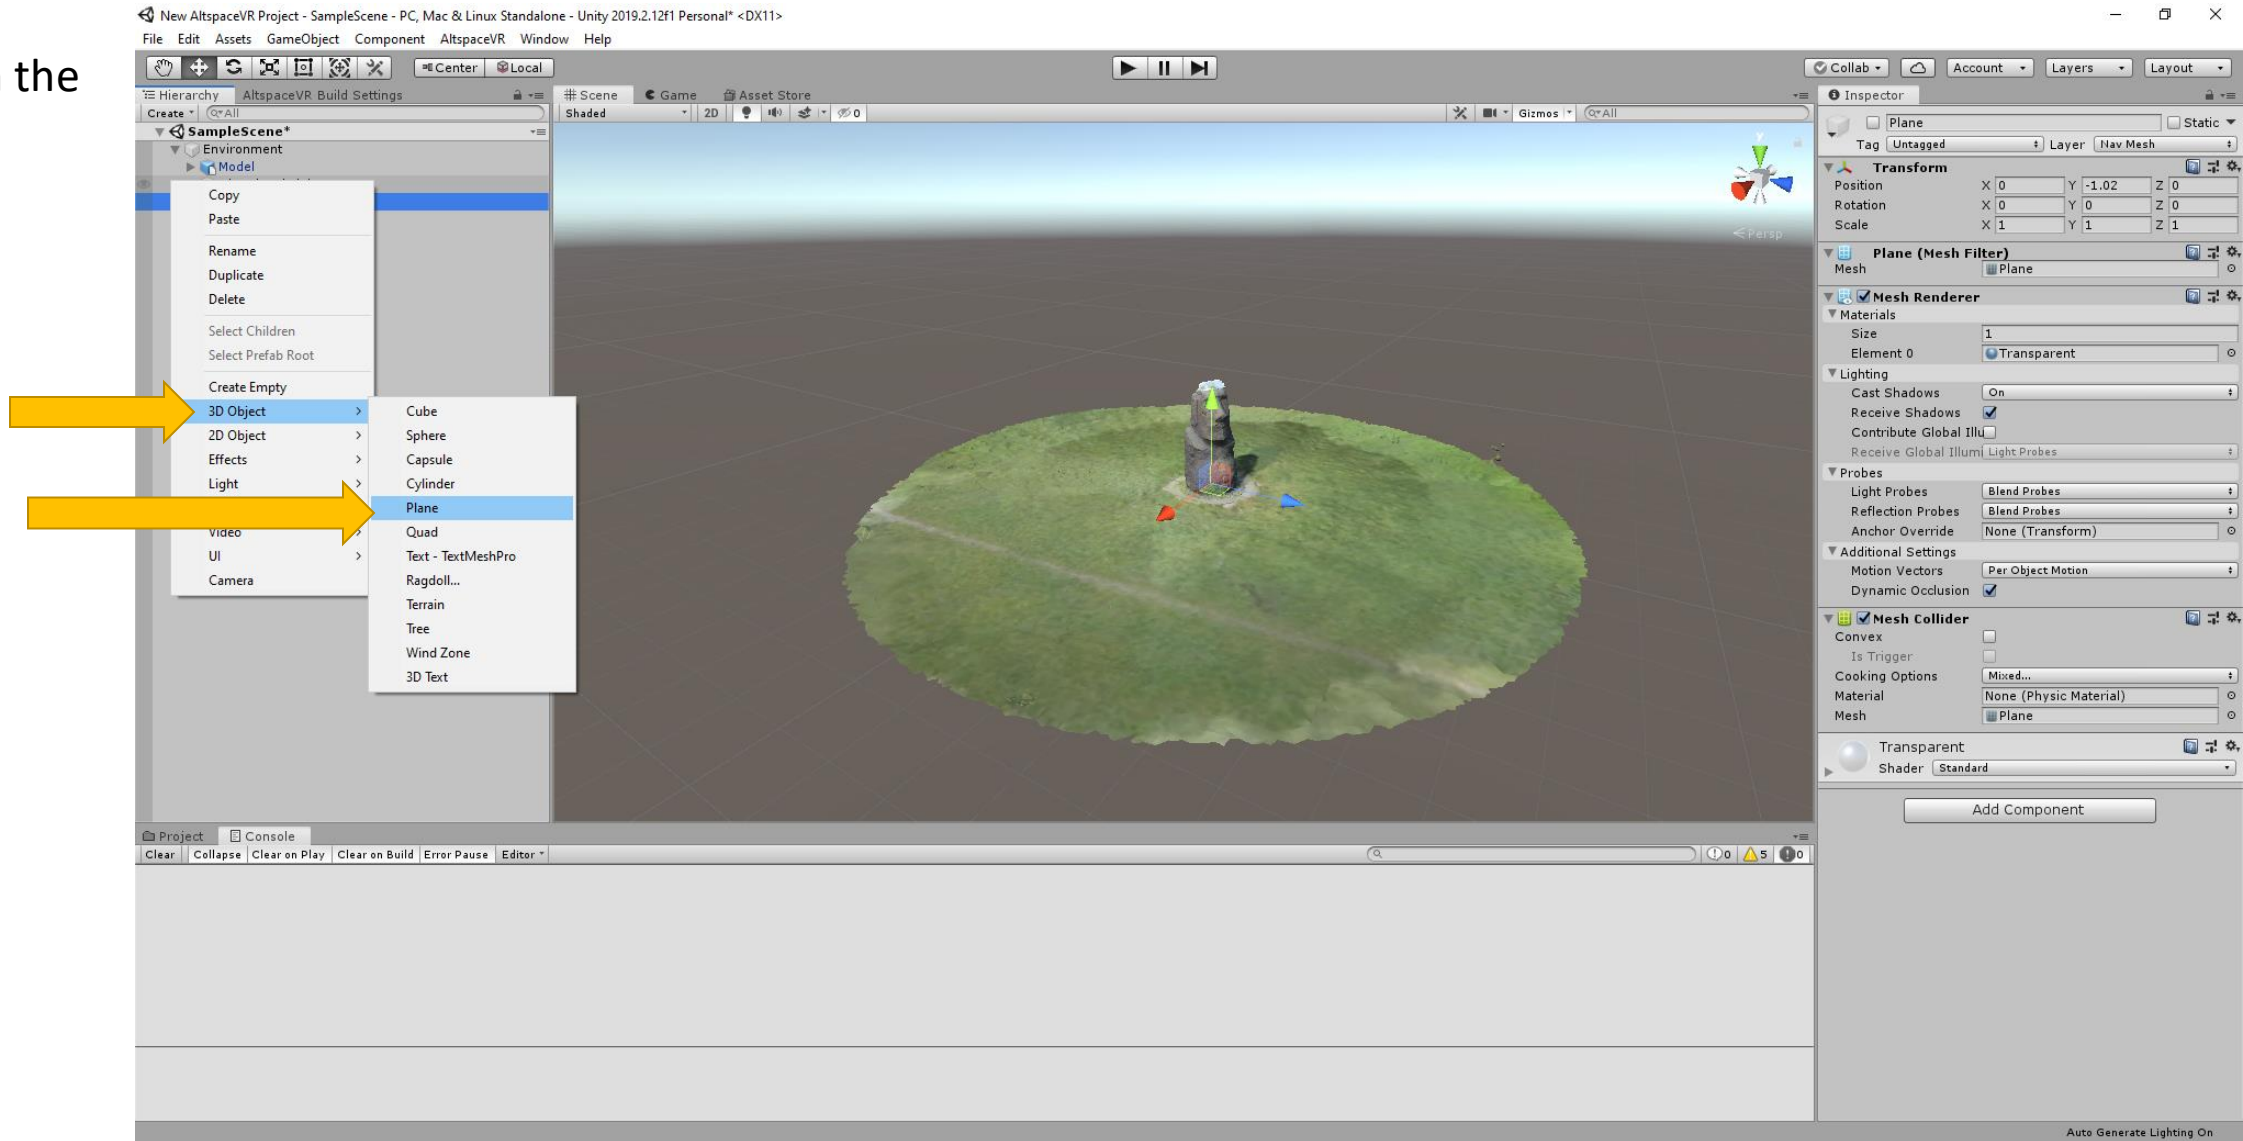 New AltspaceVR Project - SampleScene - PC, Mac & Linux Standalone - Unity 2019.2.12f1 Personal* <DX11>
File Edit Assets GameObject Component AltspaceVR Window Help
the
Center Local
Collab Account Layers Layout
Hierarchy AltspaceVR Build Settings
Create All
SampleScene*
Environment
Model
Copy
Paste
Rename
Duplicate
Delete
Select Children
Select Prefab Root
Create Empty
3D Object
2D Object
Effects
Light
Video
UI
Camera
Cube
Sphere
Capsule
Cylinder
Plane
Quad
Text - TextMeshPro
Ragdoll...
Terrain
Tree
Wind Zone
3D Text
Scene Game Asset Store
Shaded 2D 0 Gizmos All
y
Persp
Inspector
Plane Static
Tag Untagged Layer Nav Mesh
Transform
Position X 0 Y -1.02 Z 0
Rotation X 0 Y 0 Z 0
Scale X 1 Y 1 Z 1
Plane (Mesh Filter)
Mesh Plane
Mesh Renderer
Materials
Size 1
Element 0 Transparent
Lighting
Cast Shadows On
Receive Shadows
Contribute Global Illu
Receive Global Illumi Light Probes
Probes
Light Probes Blend Probes
Reflection Probes Blend Probes
Anchor Override None (Transform)
Additional Settings
Motion Vectors Per Object Motion
Dynamic Occlusion
Mesh Collider
Convex
Is Trigger
Cooking Options Mixed...
Material None (Physic Material)
Mesh Plane
Transparent
Shader Standard
Add Component
Project Console
Clear Collapse Clear on Play Clear on Build Error Pause Editor 0 5 0
Auto Generate Lighting On